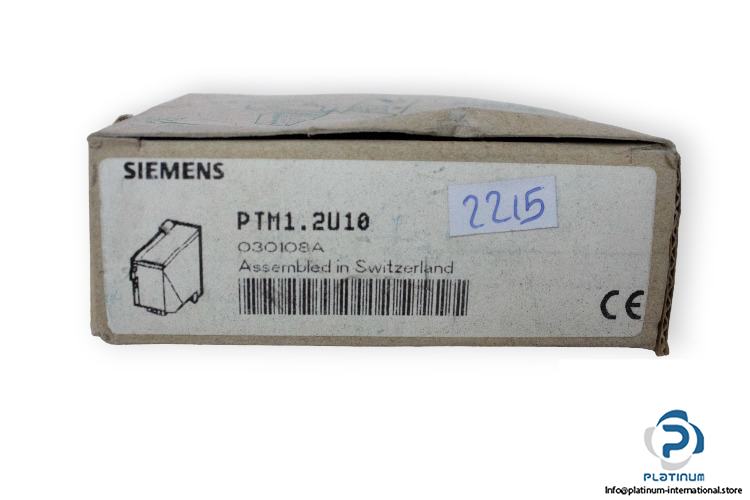 SIEMENS
PTM1.2U10
2215
030108A
Assembled in Switzerland
CE
PLATINUM
Info@platinum-international.store